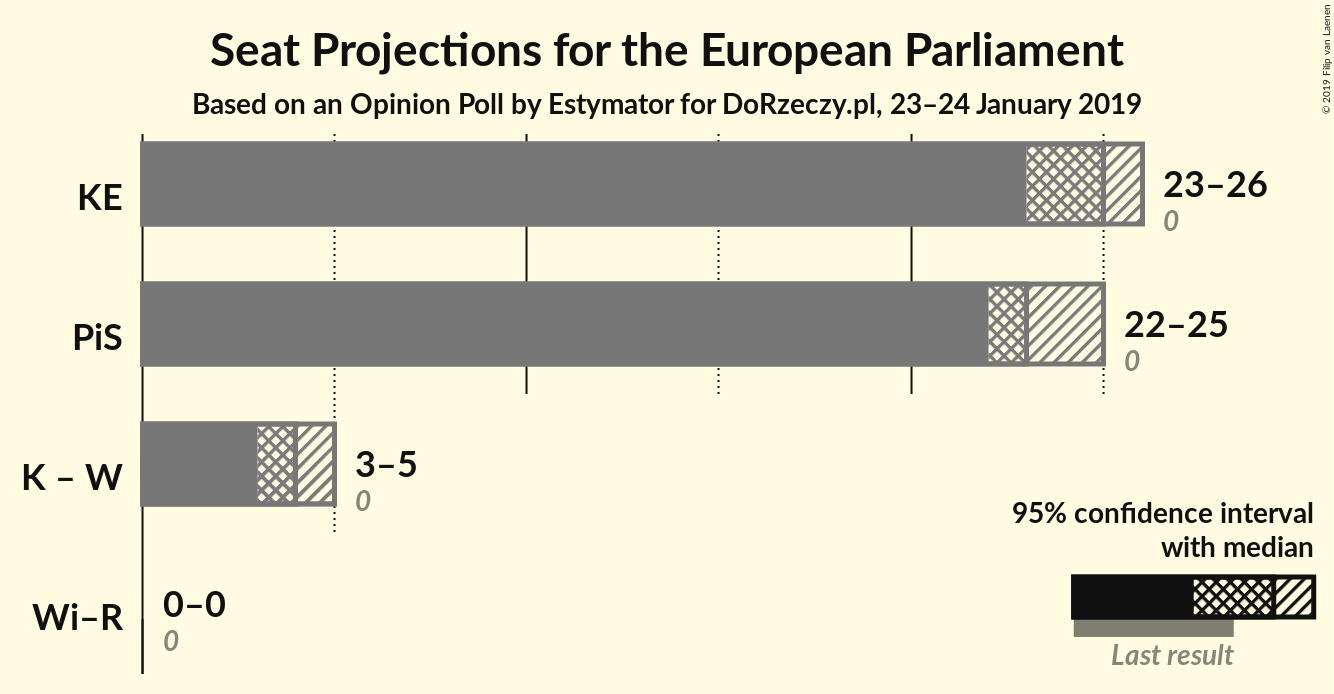 Seat Projections for the European Parliament
Based on an Opinion Poll by Estymator for DoRzeczy.pl, 23–24 January 2019
© 2019 Filip van Laenen
KE
23–26
0
PiS
22–25
0
K – W
3–5
0
Wi–R
0–0
0
95% confidence interval
with median
Last result